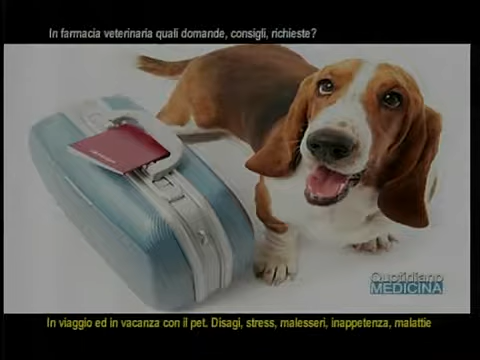 In farmacia veterinaria quali domande, consigli, richieste?
Quotidiano
MEDICINA
In viaggio ed in vacanza con il pet. Disagi, stress, malesseri, inappetenza, malattie